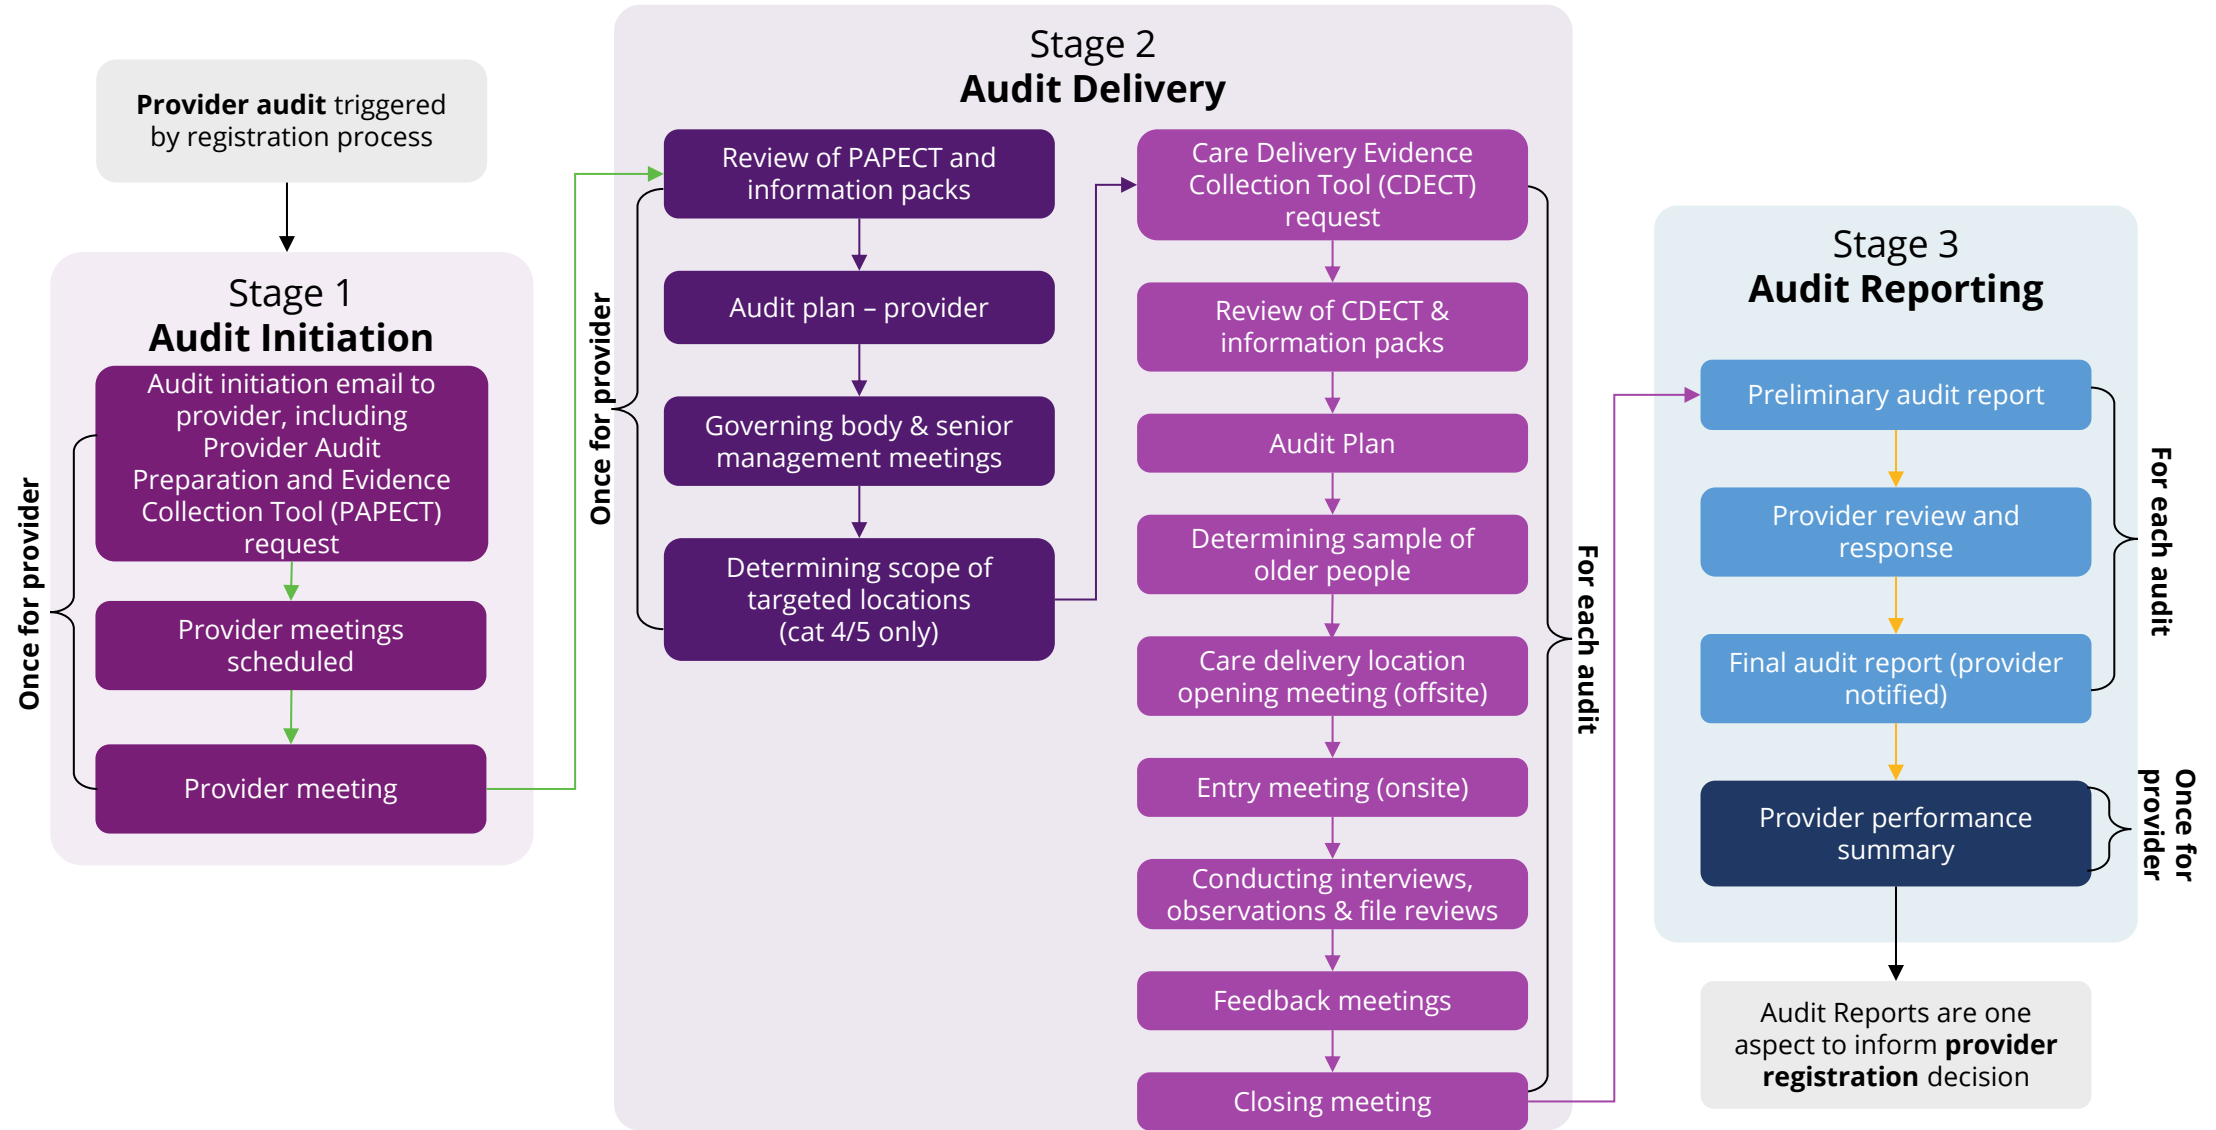 Provider audit triggered
by registration process
Stage 1
Audit Initiation
Once for provider
Audit initiation email to
provider, including
Provider Audit
Preparation and Evidence
Collection Tool (PAPECT)
request
Provider meetings
scheduled
Provider meeting
Stage 2
Audit Delivery
Once for provider
Review of PAPECT and
information packs
Audit plan – provider
Governing body & senior
management meetings
Determining scope of
targeted locations
(cat 4/5 only)
Care Delivery Evidence
Collection Tool (CDECT)
request
Review of CDECT &
information packs
Audit Plan
Determining sample of
older people
Care delivery location
opening meeting (offsite)
Entry meeting (onsite)
Conducting interviews,
observations & file reviews
Feedback meetings
Closing meeting
For each audit
Stage 3
Audit Reporting
Preliminary audit report
Provider review and
response
Final audit report (provider
notified)
For each audit
Provider performance
summary
Once for
provider
Audit Reports are one
aspect to inform provider
registration decision